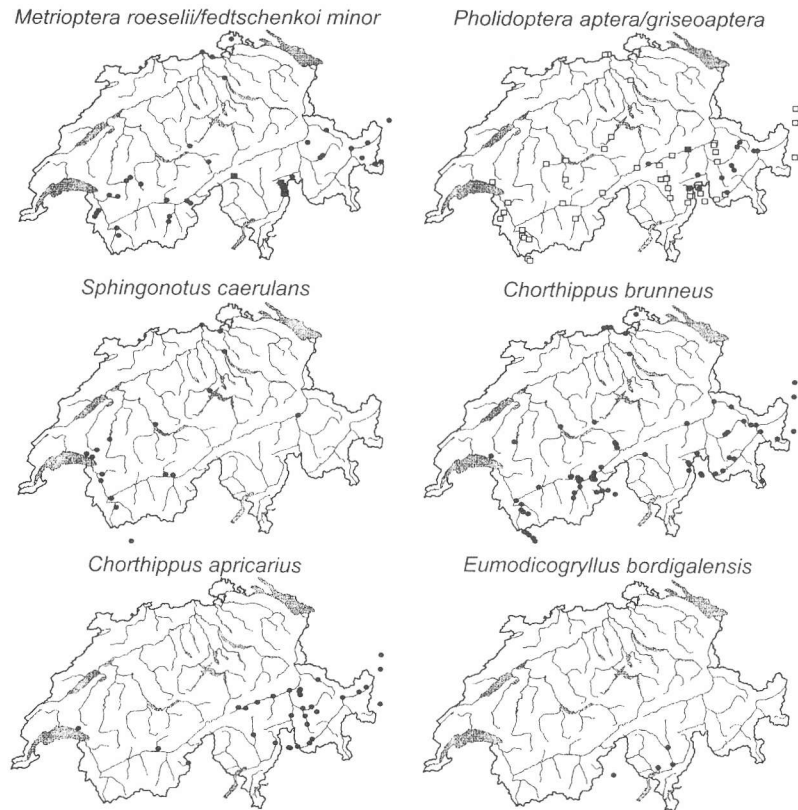 Metrioptera roeselii/fedtschenkoi minor
Pholidoptera aptera/griseoaptera
Sphingonotus caerulans
Chorthippus brunneus
Chorthippus apricarius
Eumodicogryllus bordigalensis